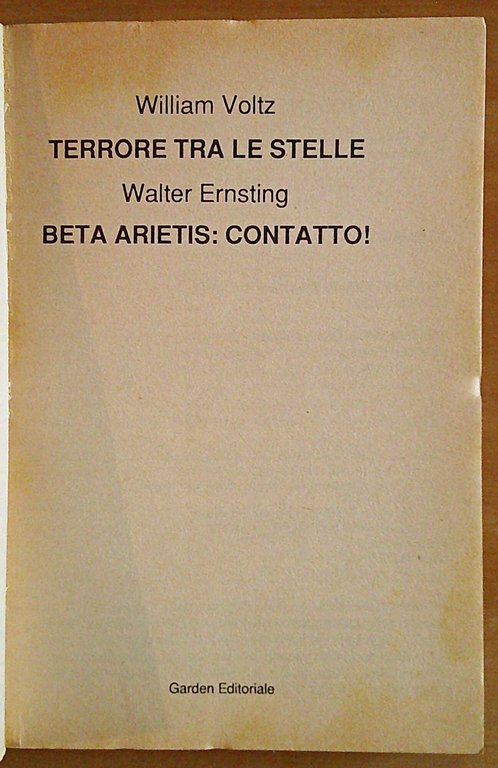 William Voltz
TERRORE TRA LE STELLE
Walter Ernsting
BETA ARIETIS: CONTATTO!
Garden Editoriale